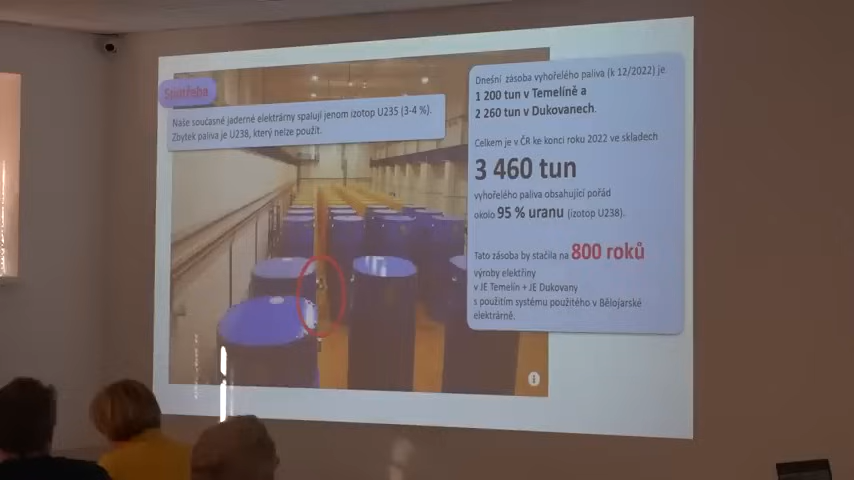 Spotřeba
Naše současné jaderné elektrárny spalují jenom izotop U235 (3-4 %).
Zbytek paliva je U238, který nelze použít.
Dnešní zásoba vyhořelého paliva (k 12/2022) je
1 200 tun v Temelíně a
2 260 tun v Dukovanech.
Celkem je v ČR ke konci roku 2022 ve skladech
3 460 tun
vyhořelého paliva obsahující pořád
okolo 95 % uranu (izotop U238).
Tato zásoba by stačila na 800 roků
výroby elektřiny
v JE Temelín + JE Dukovany
s použitím systému použitého v Bělojarské
elektrárně.
i